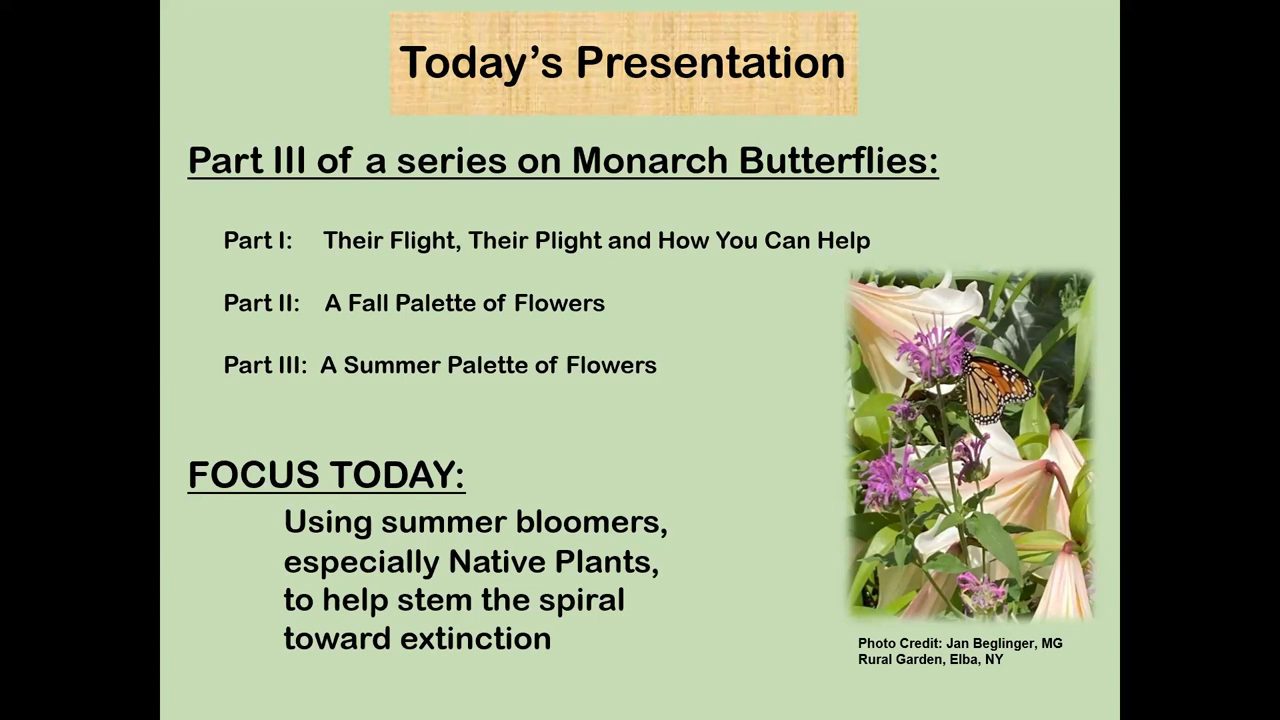 Today’s Presentation
Part III of a series on Monarch Butterflies:
Part I: Their Flight, Their Plight and How You Can Help
Part II: A Fall Palette of Flowers
Part III: A Summer Palette of Flowers
FOCUS TODAY:
Using summer bloomers,
especially Native Plants,
to help stem the spiral
toward extinction
Photo Credit: Jan Beglinger, MG
Rural Garden, Elba, NY